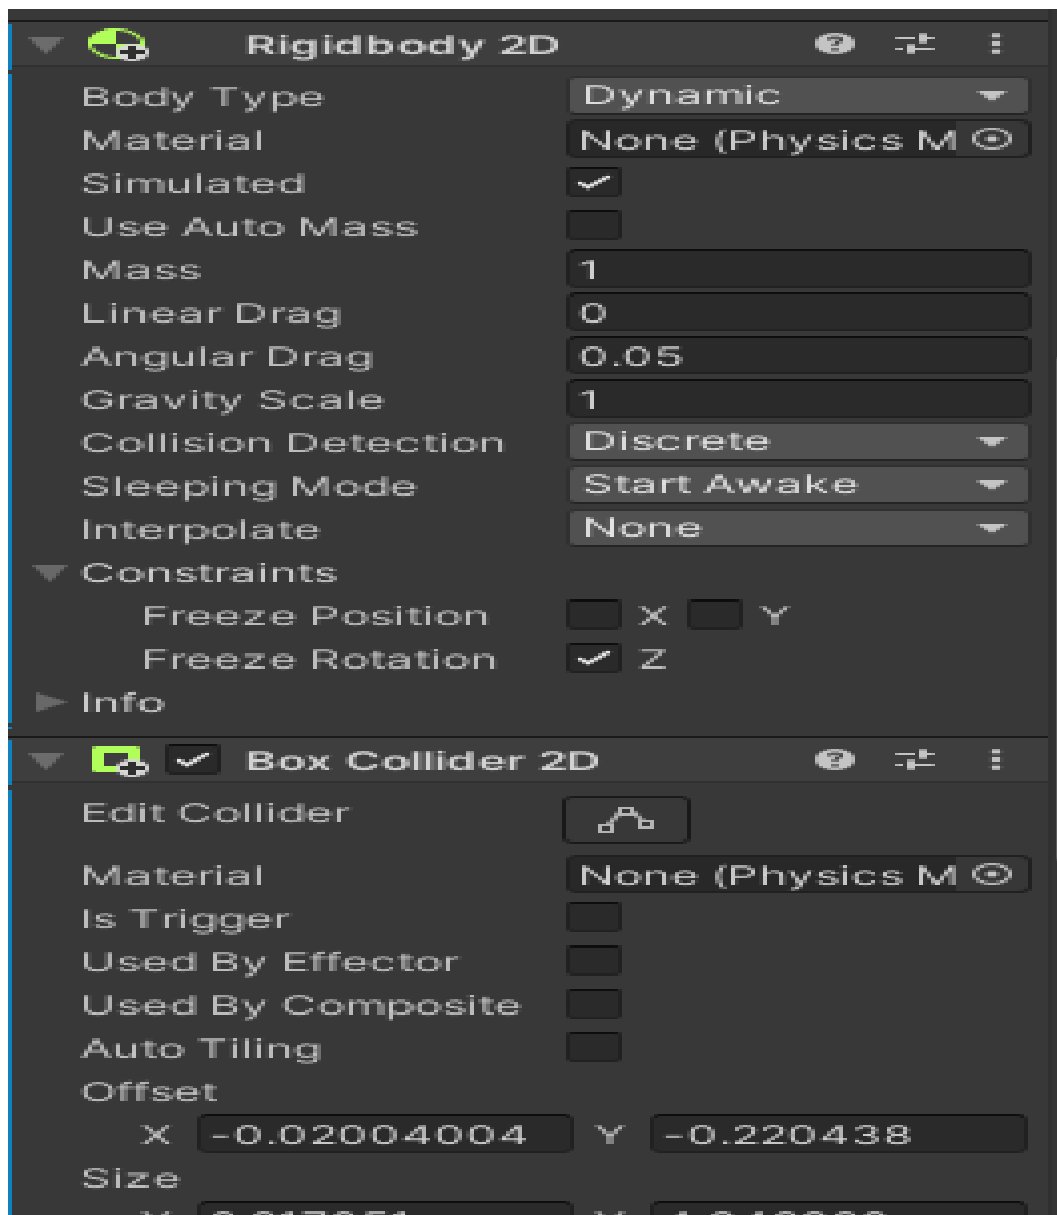 Rigidbody 2D
Body Type Dynamic
Material None (Physics M
Simulated
Use Auto Mass
Mass 1
Linear Drag 0
Angular Drag 0.05
Gravity Scale 1
Collision Detection Discrete
Sleeping Mode Start Awake
Interpolate None
Constraints
Freeze Position X Y
Freeze Rotation Z
Info
Box Collider 2D
Edit Collider
Material None (Physics M
Is Trigger
Used By Effector
Used By Composite
Auto Tiling
Offset
X -0.02004004 Y -0.220438
Size